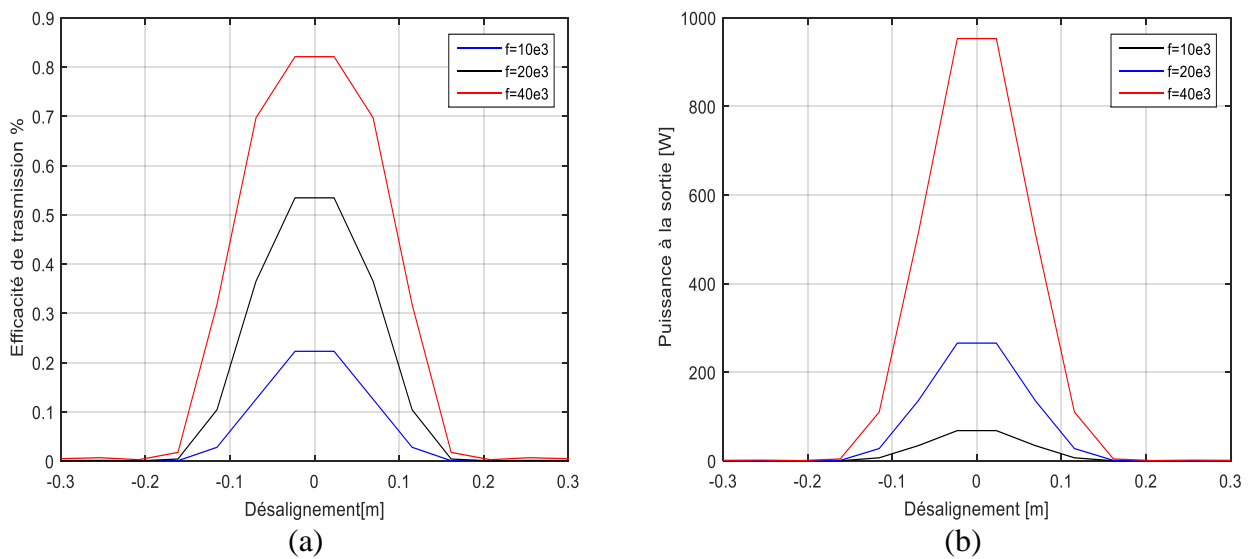 0.9
0.8
0.7
0.6
0.5
0.4
0.3
0.2
0.1
0
Efficacité de trasmission %
f=10e3
f=20e3
f=40e3
-0.3 -0.2 -0.1 0 0.1 0.2 0.3
Désalignement[m]
(a)
1000
800
600
400
200
0
Puissance à la sortie [W]
f=10e3
f=20e3
f=40e3
-0.3 -0.2 -0.1 0 0.1 0.2 0.3
Désalignement [m]
(b)